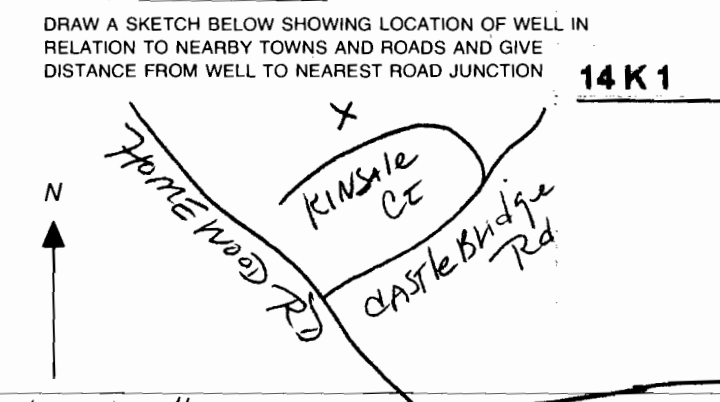 DRAW A SKETCH BELOW SHOWING LOCATION OF WELL IN
RELATION TO NEARBY TOWNS AND ROADS AND GIVE
DISTANCE FROM WELL TO NEAREST ROAD JUNCTION
14 K 1
X
N
HOMEWOOD RD
KINSAle
CT
CASTleBRidge
Rd